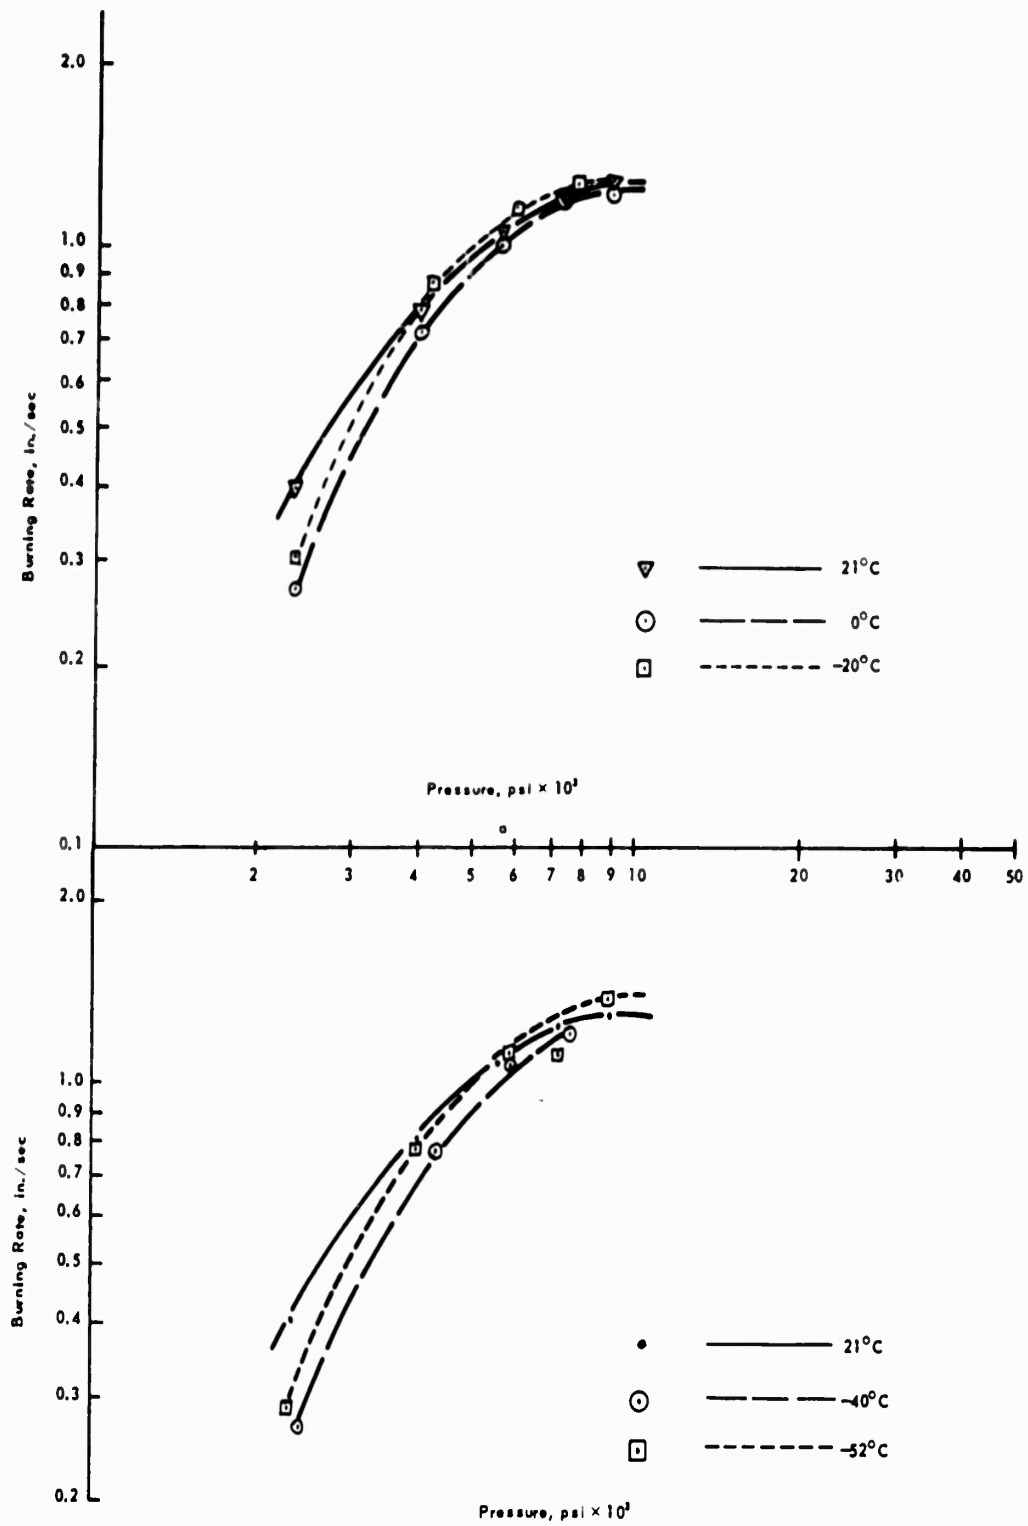 2.0
1.0
0.9
0.8
0.7
0.6
0.5
0.4
0.3
0.2
0.1
Burning Rate, in./sec
21°C
0°C
-20°C
Pressure, psi × 10³
2 3 4 5 6 7 8 9 10 20 30 40 50
2.0
1.0
0.9
0.8
0.7
0.6
0.5
0.4
0.3
0.2
Burning Rate, in./sec
21°C
-40°C
-52°C
Pressure, psi × 10³